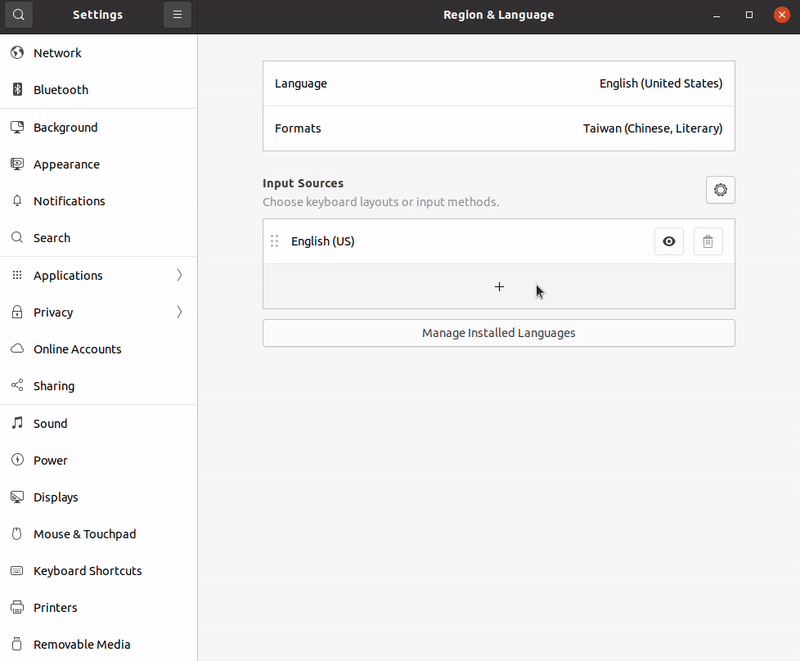 Settings
Region & Language
Network
Bluetooth
Background
Appearance
Notifications
Search
Applications
Privacy
Online Accounts
Sharing
Sound
Power
Displays
Mouse & Touchpad
Keyboard Shortcuts
Printers
Removable Media
Language English (United States)
Formats Taiwan (Chinese, Literary)
Input Sources
Choose keyboard layouts or input methods.
English (US)
+
Manage Installed Languages